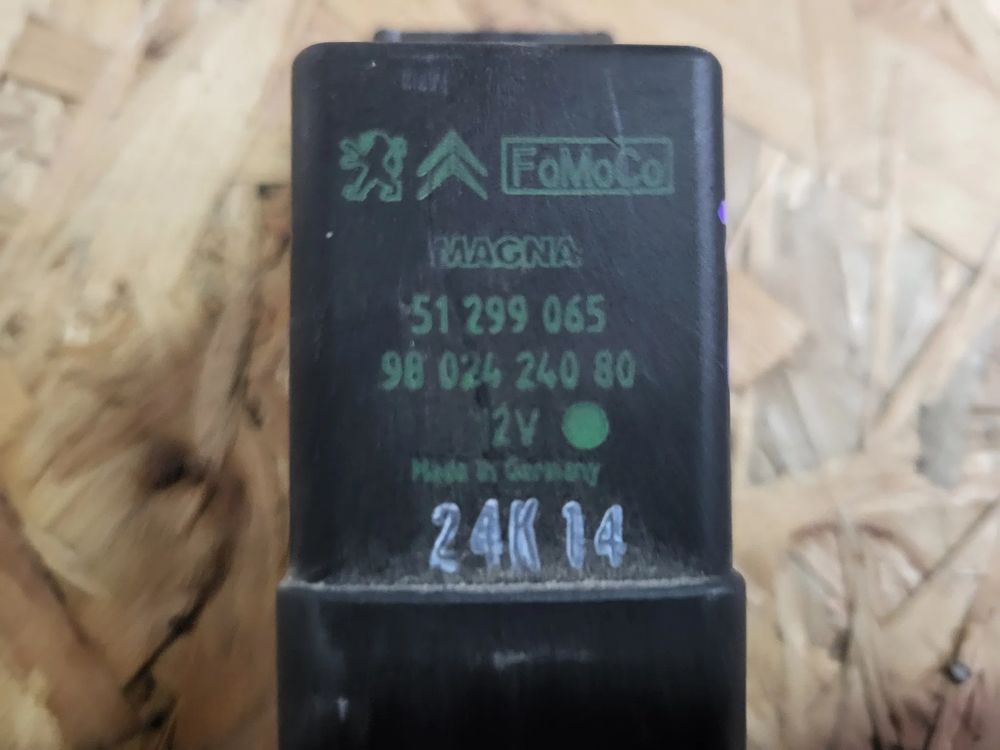 FoMoCo
MAGNA
51 299 065
98 024 240 80
12V
Made in Germany
24K 14